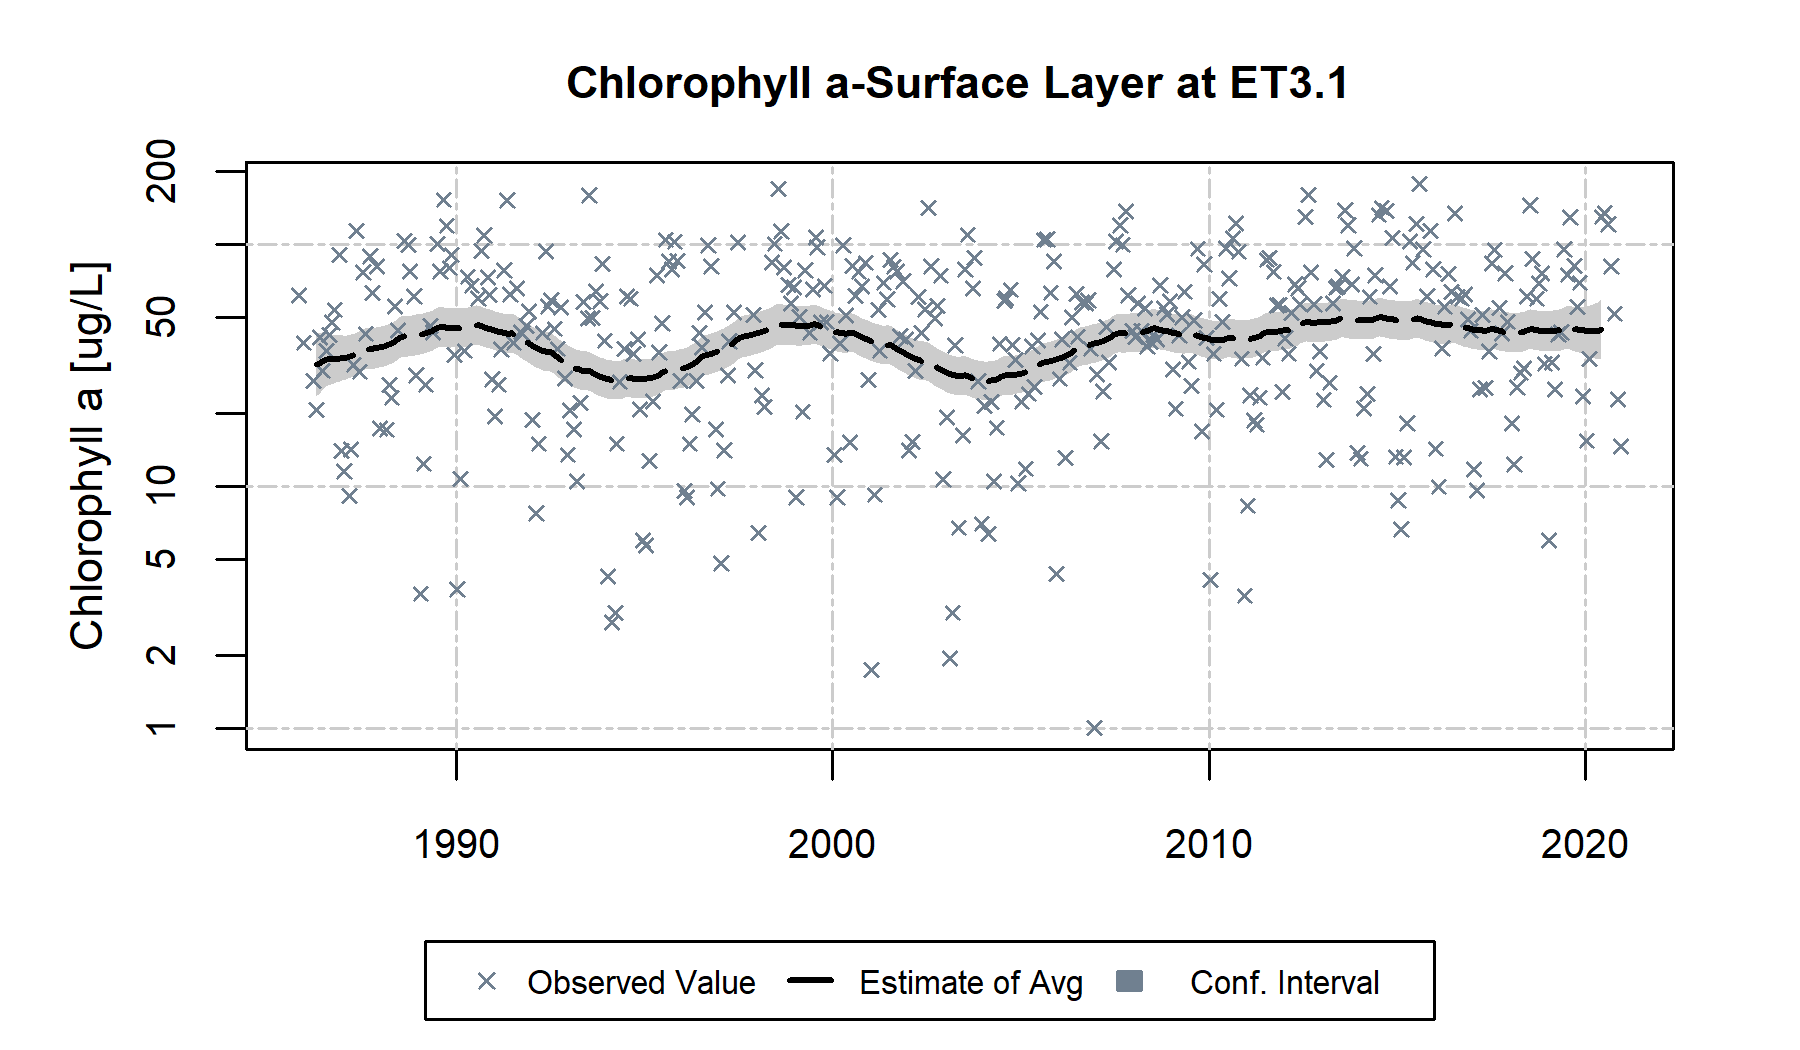 Chlorophyll a-Surface Layer at ET3.1
Chlorophyll a [ug/L]
200
50
10
5
2
1
1990 2000 2010 2020
Observed Value Estimate of Avg Conf. Interval